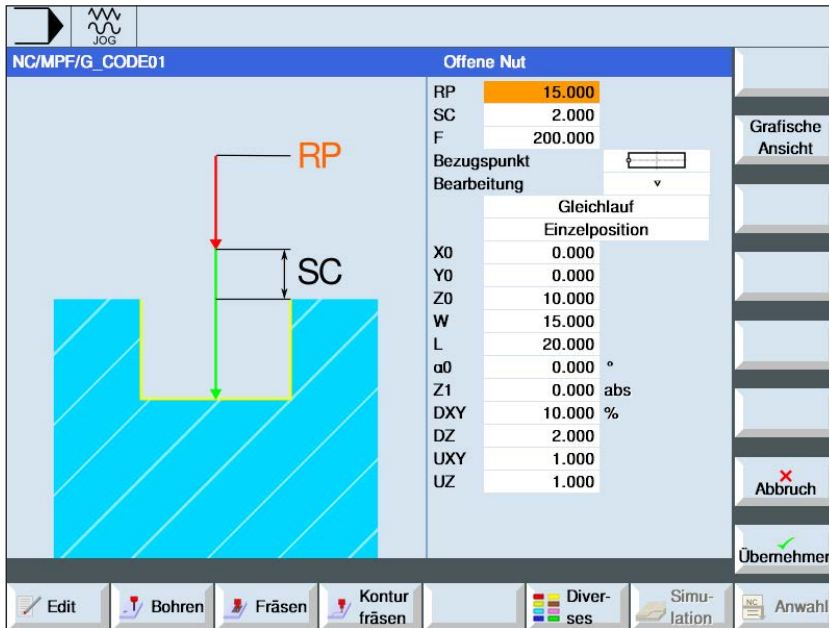 JOG
NC/MPF/G_CODE01
Offene Nut
RP
SC
RP 15.000
SC 2.000
F 200.000
Bezugspunkt
Bearbeitung ▿
Gleichlauf
Einzelposition
X0 0.000
Y0 0.000
Z0 10.000
W 15.000
L 20.000
α0 0.000 °
Z1 0.000 abs
DXY 10.000 %
DZ 2.000
UXY 1.000
UZ 1.000
Grafische
Ansicht
Abbruch
Übernehmen
Edit
Bohren
Fräsen
Kontur
fräsen
Diver-
ses
Simu-
lation
NC
Anwahl